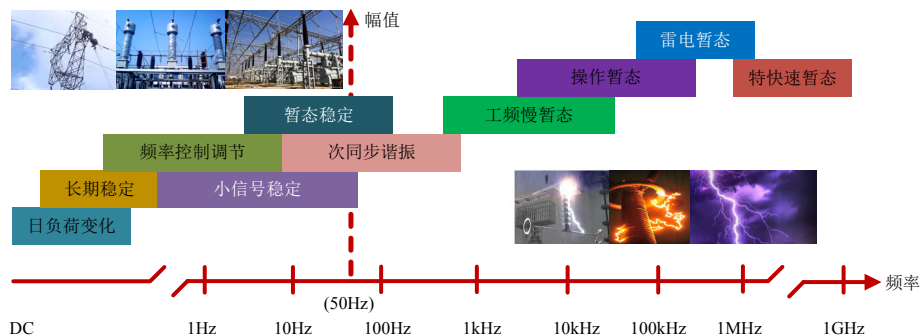 幅值
雷电暂态
操作暂态
特快速暂态
暂态稳定
工频慢暂态
频率控制调节
次同步谐振
长期稳定
小信号稳定
日负荷变化
频率
(50Hz)
DC
1Hz
10Hz
100Hz
1kHz
10kHz
100kHz
1MHz
1GHz